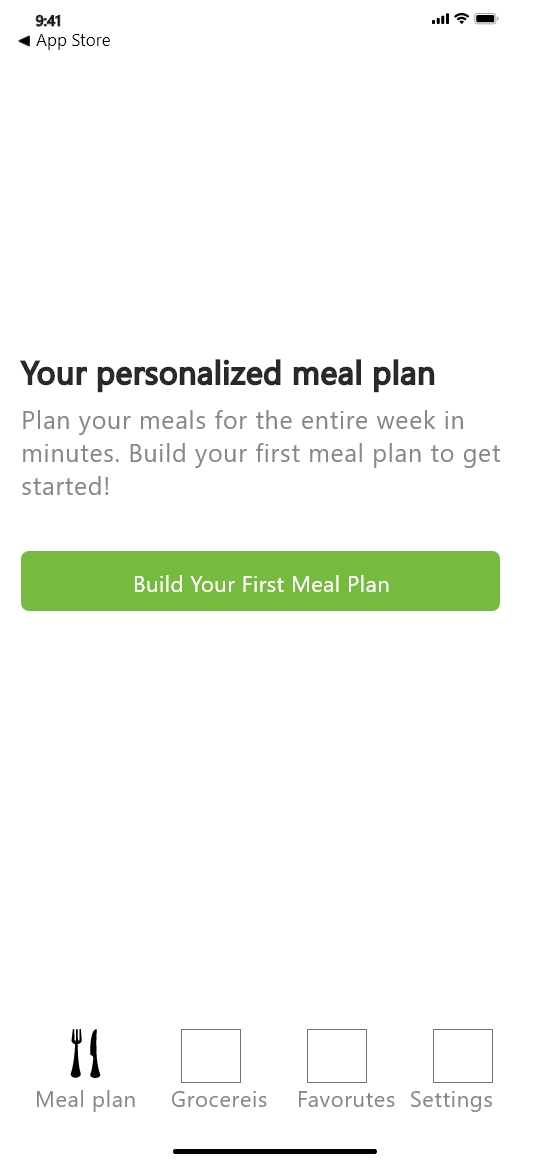 9:41
◀ App Store
Your personalized meal plan
Plan your meals for the entire week in
minutes. Build your first meal plan to get
started!
Build Your First Meal Plan
Meal plan Grocereis Favorutes Settings